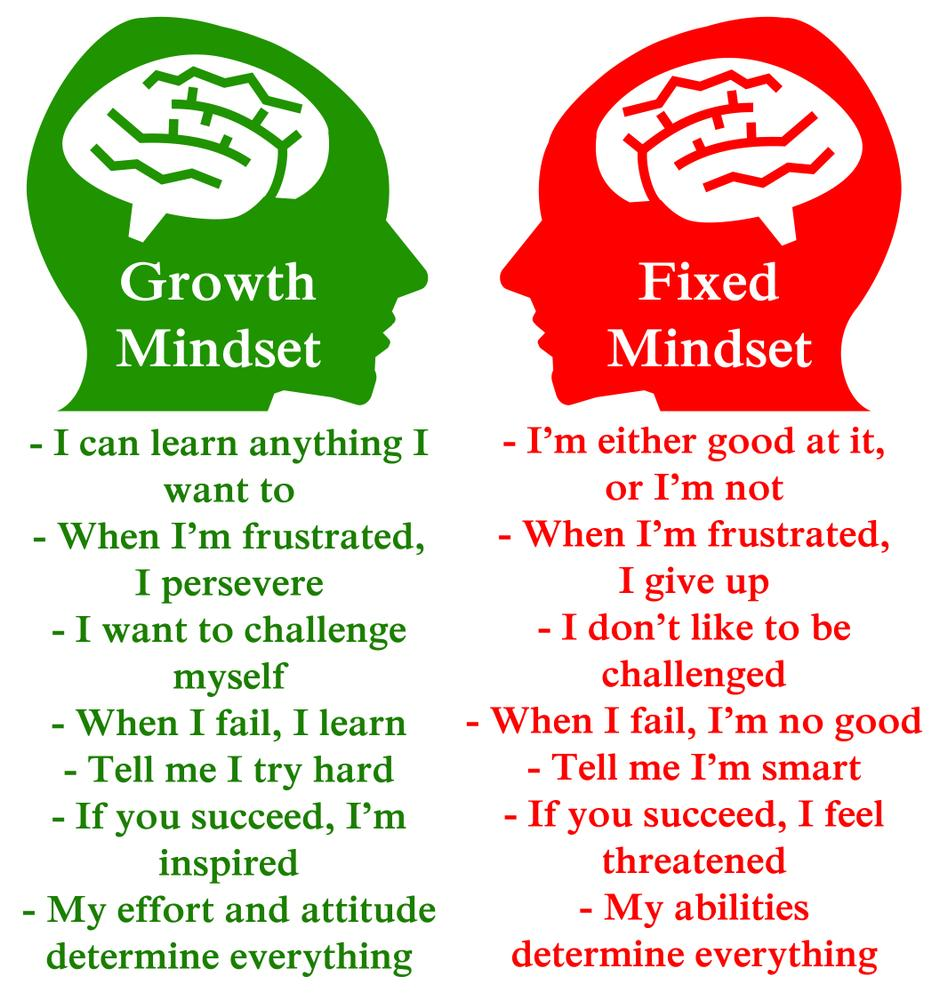 Growth
Mindset
- I can learn anything I
want to
- When I’m frustrated,
I persevere
- I want to challenge
myself
- When I fail, I learn
- Tell me I try hard
- If you succeed, I’m
inspired
- My effort and attitude
determine everything
Fixed
Mindset
- I’m either good at it,
or I’m not
- When I’m frustrated,
I give up
- I don’t like to be
challenged
- When I fail, I’m no good
- Tell me I’m smart
- If you succeed, I feel
threatened
- My abilities
determine everything